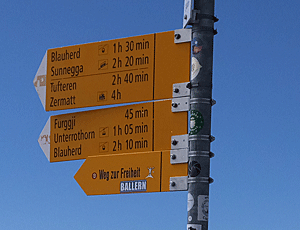 Blauherd 1h 30 min
Sunnegga 2h 20 min
Tufteren 2h 40 min
Zermatt 4h
Furggji 45 min
Unterrothorn 1h 05 min
Blauherd 2h 10 min
Weg zur Freiheit
BALLERN